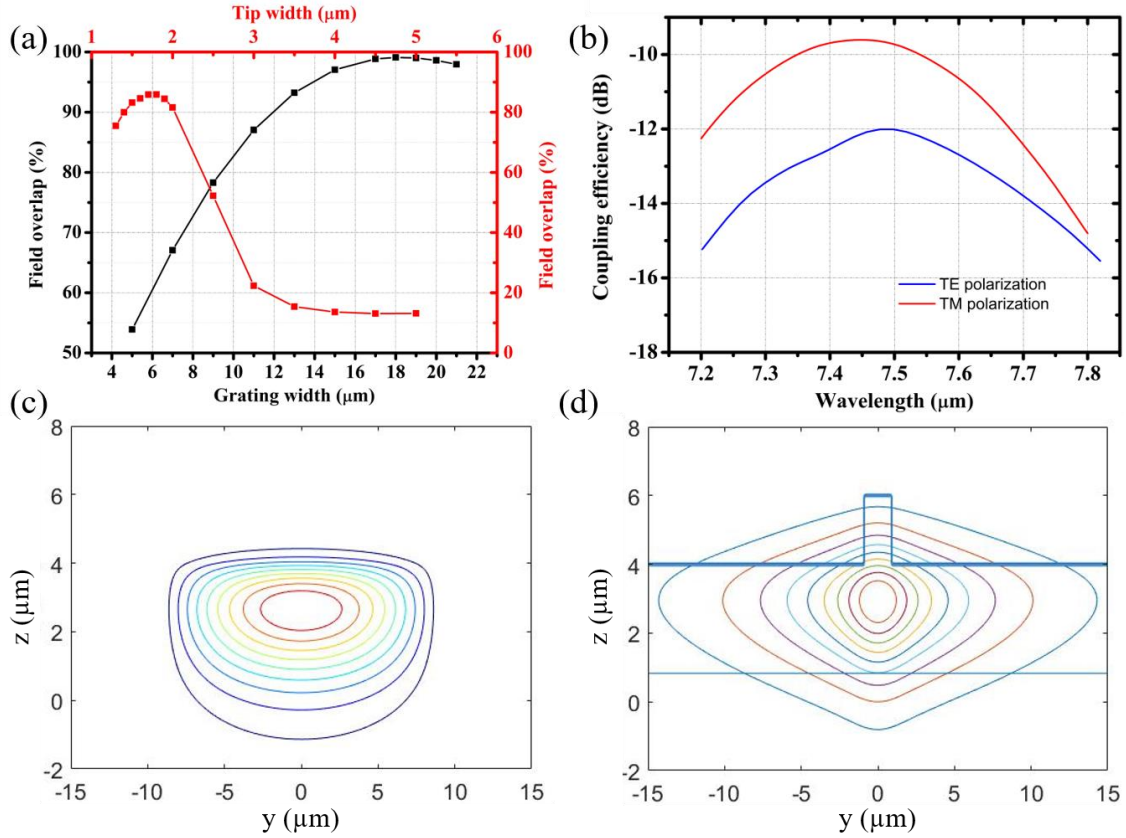 (a)
Tip width (μm)
1 2 3 4 5 6
100 100
90 80
80 60
70 40
60 20
50 0
Field overlap (%)
Field overlap (%)
4 6 8 10 12 14 16 18 20 22
Grating width (μm)
(b)
-10
-12
-14
-16
-18
Coupling efficiency (dB)
TE polarization
TM polarization
7.2 7.3 7.4 7.5 7.6 7.7 7.8
Wavelength (μm)
(c)
8
6
4
2
0
-2
z (μm)
-15 -10 -5 0 5 10 15
y (μm)
(d)
8
6
4
2
0
-2
z (μm)
-15 -10 -5 0 5 10 15
y (μm)